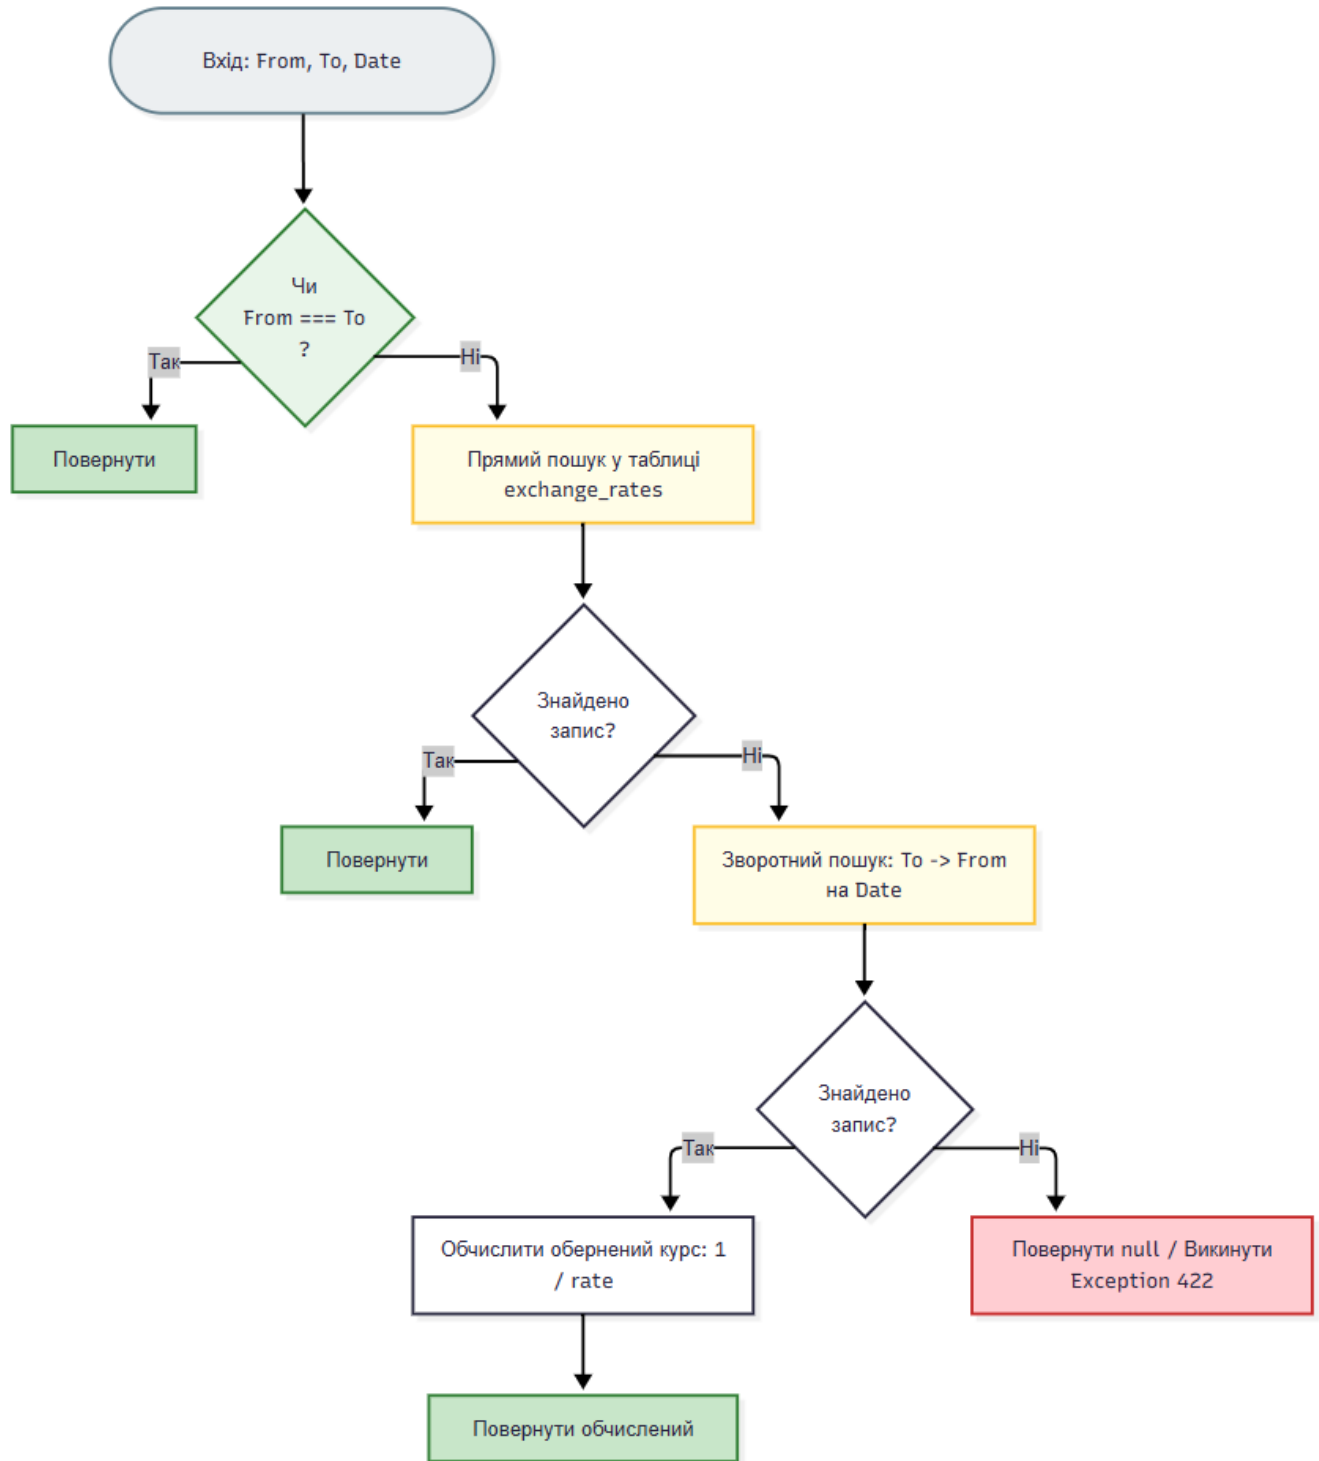 Вхід: From, To, Date
Чи
From === To
?
Так
Ні
Повернути
Прямий пошук у таблиці
exchange_rates
Знайдено
запис?
Так
Ні
Повернути
Зворотний пошук: To -> From
на Date
Знайдено
запис?
Так
Ні
Обчислити обернений курс: 1
/ rate
Повернути null / Викинути
Exception 422
Повернути обчислений